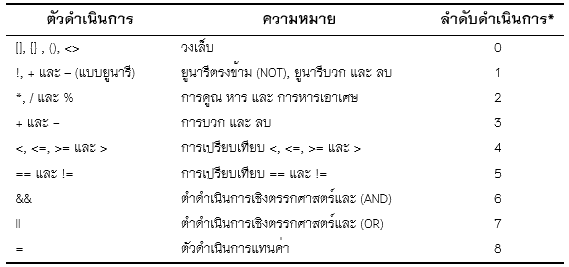 ตัวดำเนินการ ความหมาย ลำดับดำเนินการ*
[], {} , (), <> วงเล็บ 0
!, + และ – (แบบยูนารี) ยูนารีตรงข้าม (NOT), ยูนารีบวก และ ลบ 1
*, / และ % การคูณ หาร และ การหารเอาเศษ 2
+ และ – การบวก และ ลบ 3
<, <=, >= และ > การเปรียบเทียบ <, <=, >= และ > 4
== และ != การเปรียบเทียบ == และ != 5
&& ตำดำเนินการเชิงตรรกศาสตร์และ (AND) 6
|| ตำดำเนินการเชิงตรรกศาสตร์และ (OR) 7
= ตัวดำเนินการแทนค่า 8